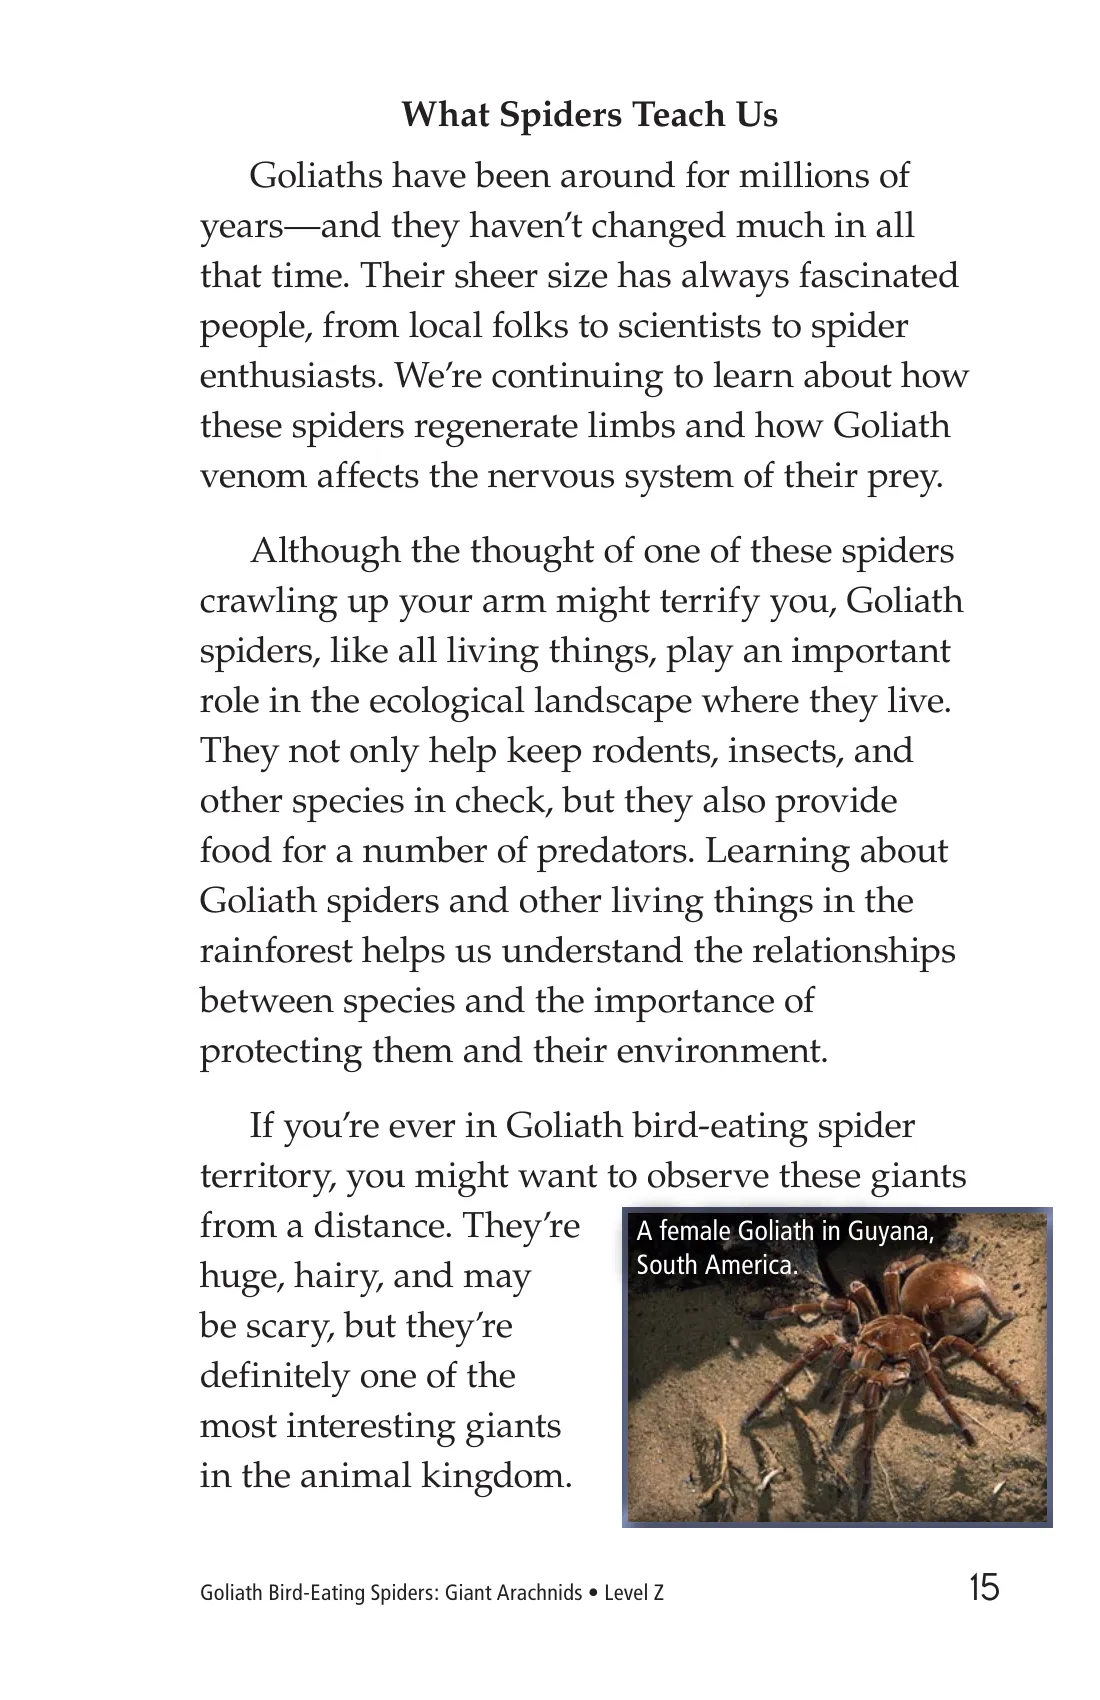 What Spiders Teach Us
Goliaths have been around for millions of
years—and they haven’t changed much in all
that time. Their sheer size has always fascinated
people, from local folks to scientists to spider
enthusiasts. We’re continuing to learn about how
these spiders regenerate limbs and how Goliath
venom affects the nervous system of their prey.
Although the thought of one of these spiders
crawling up your arm might terrify you, Goliath
spiders, like all living things, play an important
role in the ecological landscape where they live.
They not only help keep rodents, insects, and
other species in check, but they also provide
food for a number of predators. Learning about
Goliath spiders and other living things in the
rainforest helps us understand the relationships
between species and the importance of
protecting them and their environment.
If you’re ever in Goliath bird-eating spider
territory, you might want to observe these giants
from a distance. They’re
huge, hairy, and may
be scary, but they’re
definitely one of the
most interesting giants
in the animal kingdom.
A female Goliath in Guyana,
South America.
Goliath Bird-Eating Spiders: Giant Arachnids • Level Z
15